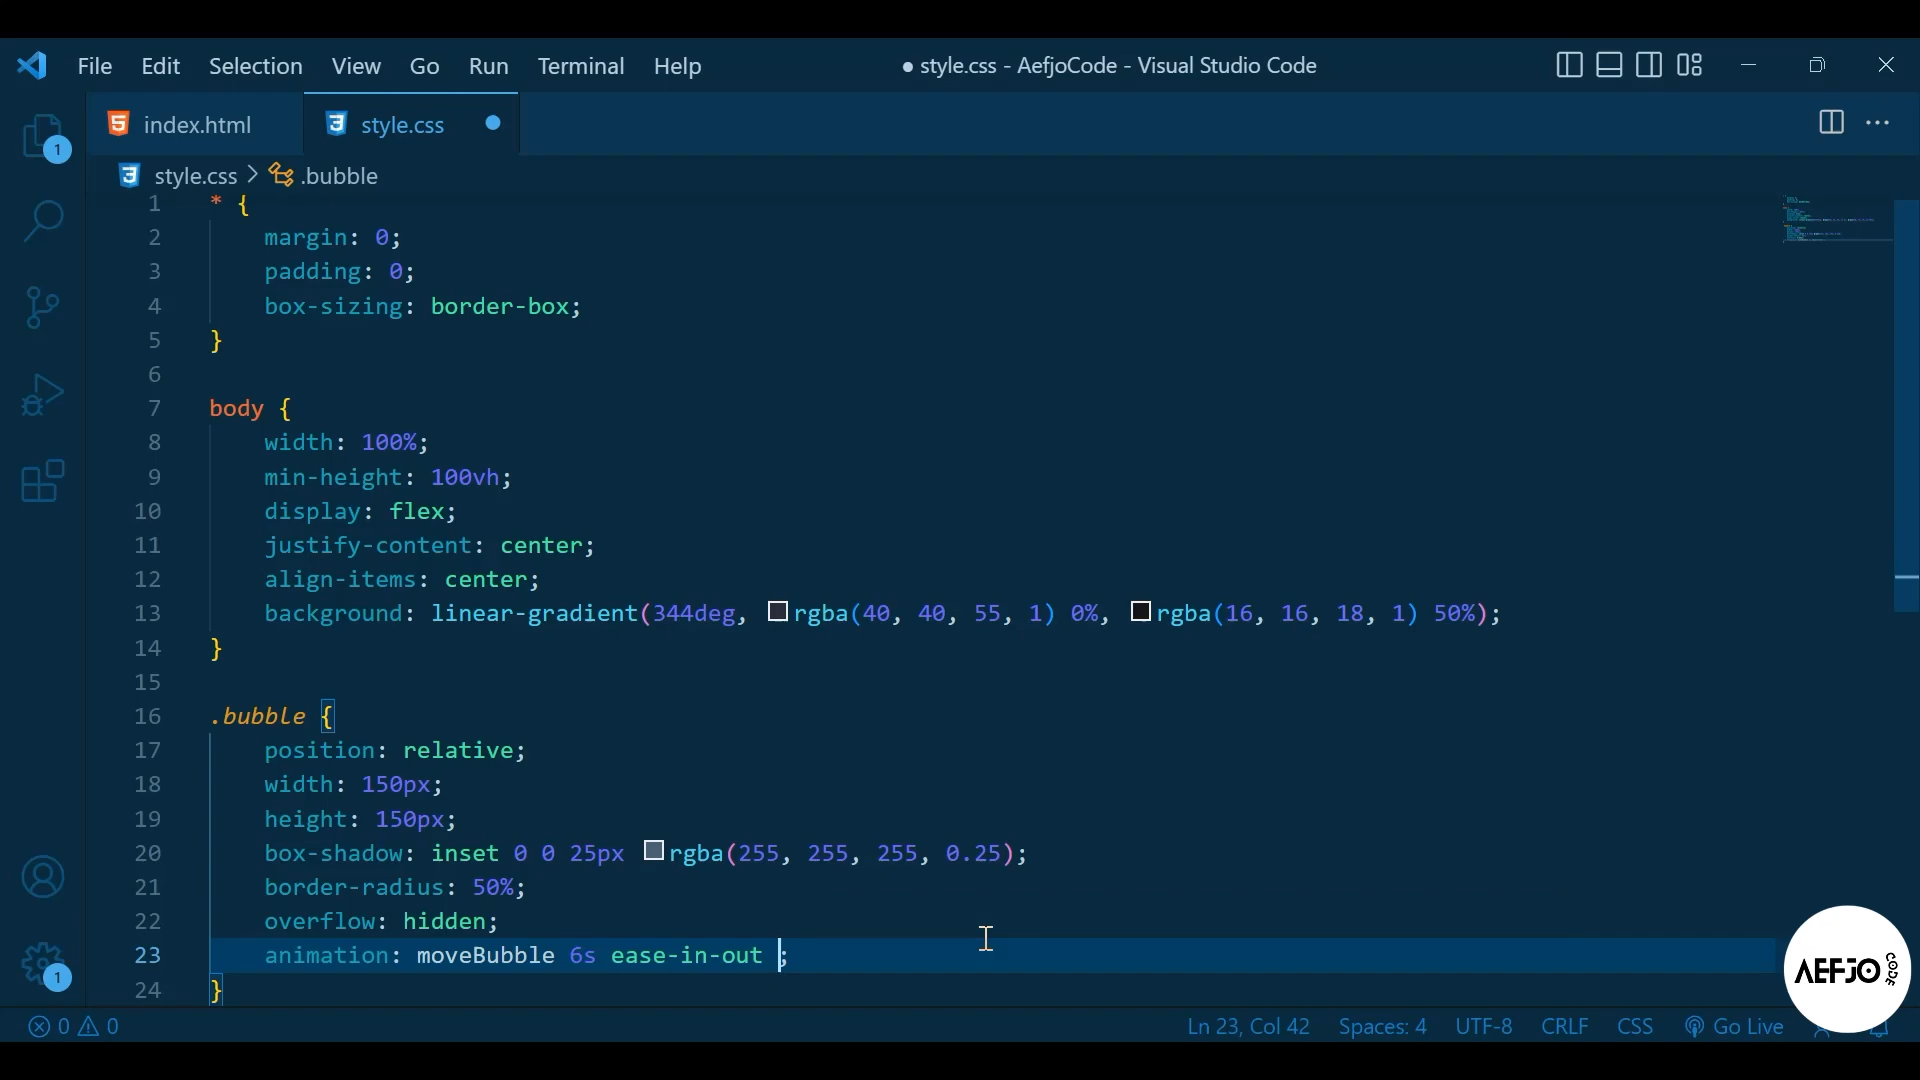 File Edit Selection View Go Run Terminal Help
● style.css - AefjoCode - Visual Studio Code
1
index.html
style.css
style.css > .bubble
1 * {
2 margin: 0;
3 padding: 0;
4 box-sizing: border-box;
5 }
6
7 body {
8 width: 100%;
9 min-height: 100vh;
10 display: flex;
11 justify-content: center;
12 align-items: center;
13 background: linear-gradient(344deg, rgba(40, 40, 55, 1) 0%, rgba(16, 16, 18, 1) 50%);
14 }
15
16 .bubble {
17 position: relative;
18 width: 150px;
19 height: 150px;
20 box-shadow: inset 0 0 25px rgba(255, 255, 255, 0.25);
21 border-radius: 50%;
22 overflow: hidden;
23 animation: moveBubble 6s ease-in-out ;
24 }
1
AEFJO CODE
0 0
Ln 23, Col 42 Spaces: 4 UTF-8 CRLF CSS Go Live